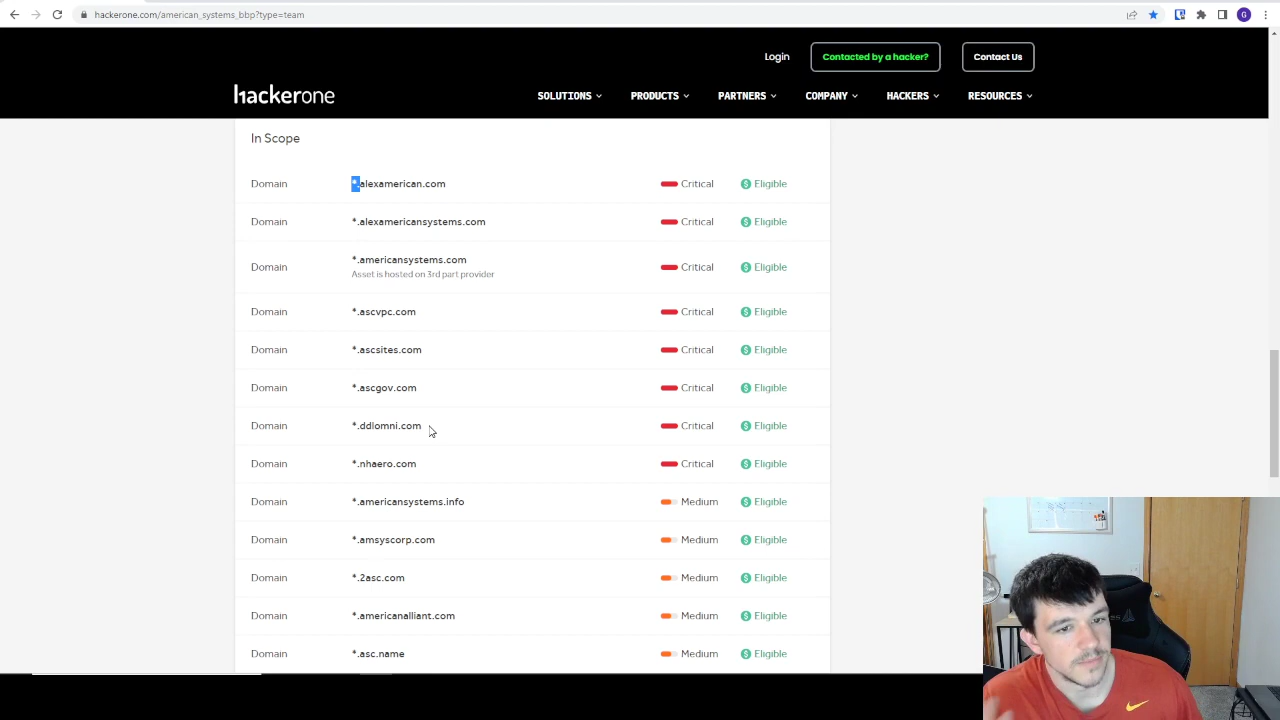 hackerone.com/american_systems_bbp?type=team
G
Login
Contacted by a hacker?
Contact Us
hackerone
SOLUTIONS
PRODUCTS
PARTNERS
COMPANY
HACKERS
RESOURCES
In Scope
Domain *.alexamerican.com Critical Eligible
Domain *.alexamericansystems.com Critical Eligible
Domain *.americansystems.com Critical Eligible
Asset is hosted on 3rd part provider
Domain *.ascvpc.com Critical Eligible
Domain *.ascsites.com Critical Eligible
Domain *.ascgov.com Critical Eligible
Domain *.ddlomni.com Critical Eligible
Domain *.nhaero.com Critical Eligible
Domain *.americansystems.info Medium Eligible
Domain *.amsyscorp.com Medium Eligible
Domain *.2asc.com Medium Eligible
Domain *.americanalliant.com Medium Eligible
Domain *.asc.name Medium Eligible